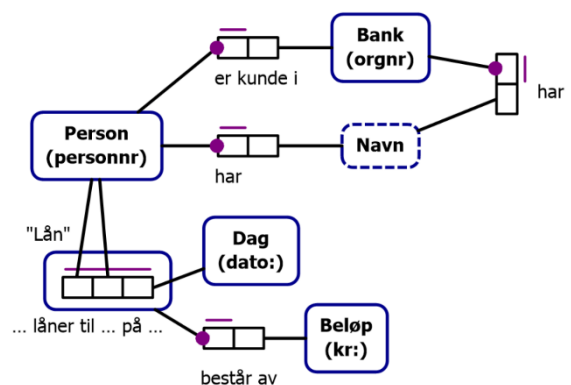 Bank
(orgnr)
er kunde i
har
Person
(personnr)
Navn
har
"Lån"
Dag
(dato:)
... låner til ... på ...
Beløp
(kr:)
består av